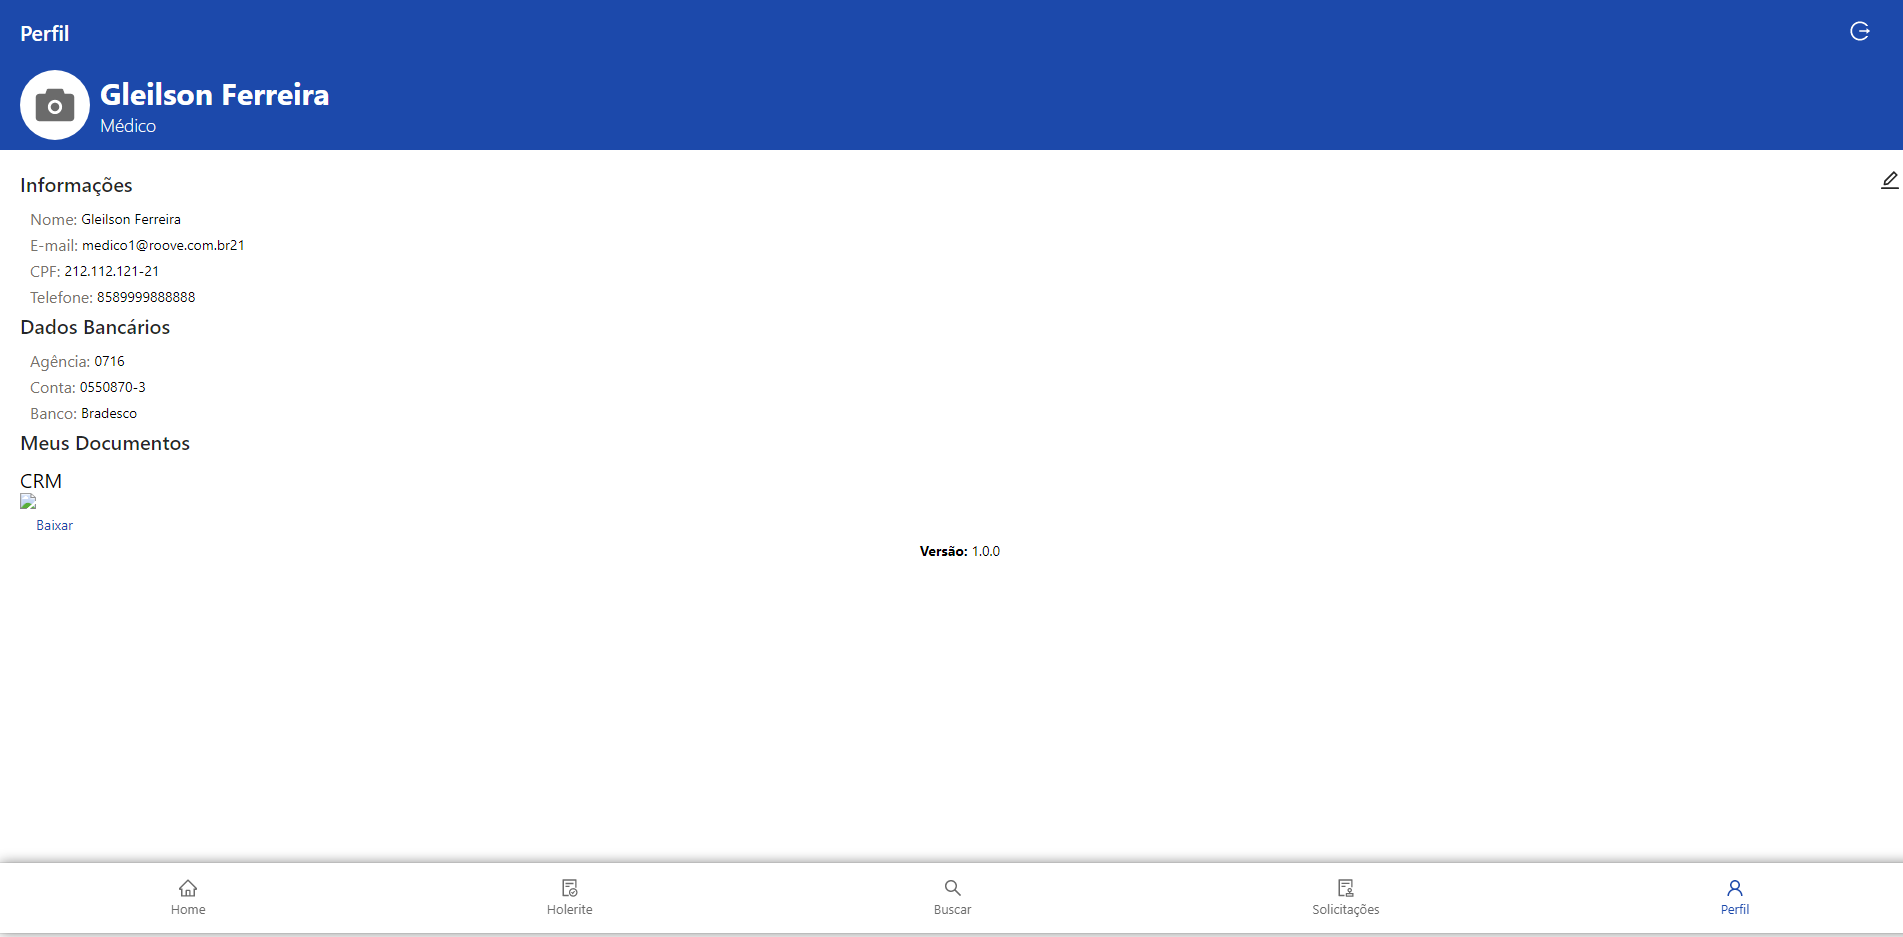 Perfil
Gleilson Ferreira
Médico
Informações
Nome: Gleilson Ferreira
E-mail: medico1@roove.com.br21
CPF: 212.112.121-21
Telefone: 8589999888888
Dados Bancários
Agência: 0716
Conta: 0550870-3
Banco: Bradesco
Meus Documentos
CRM
Baixar
Versão: 1.0.0
Home
Holerite
Buscar
Solicitações
Perfil